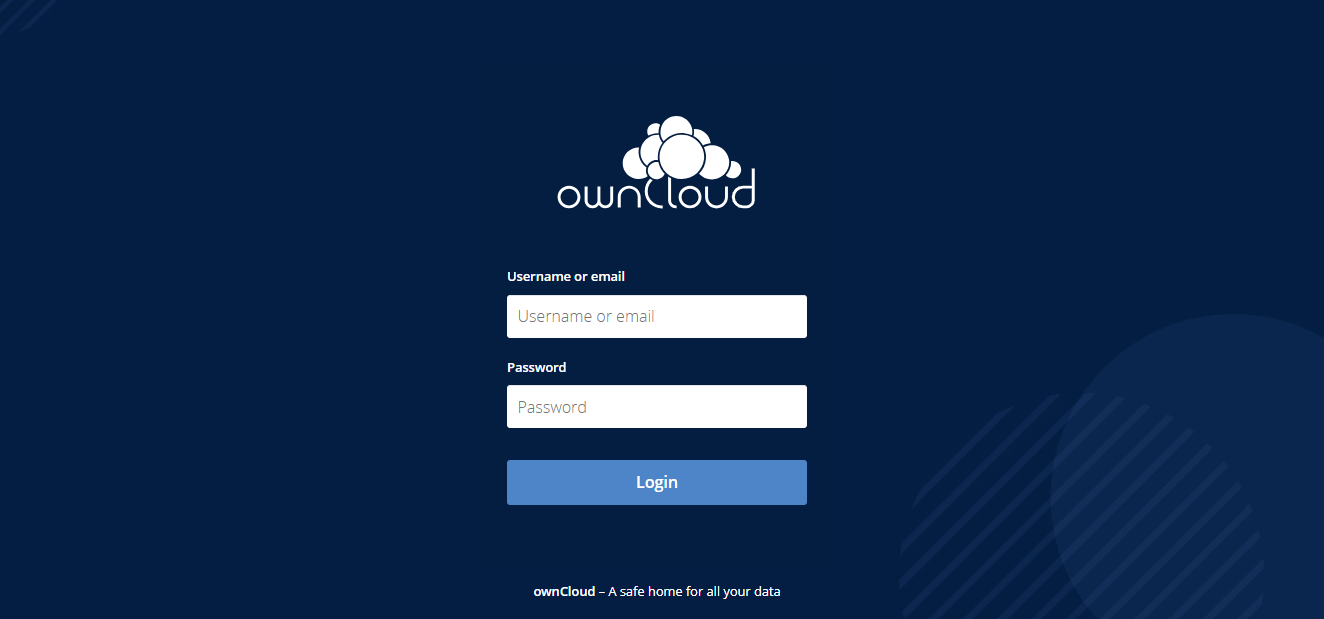 ownCloud
Username or email
Username or email
Password
Password
Login
ownCloud – A safe home for all your data